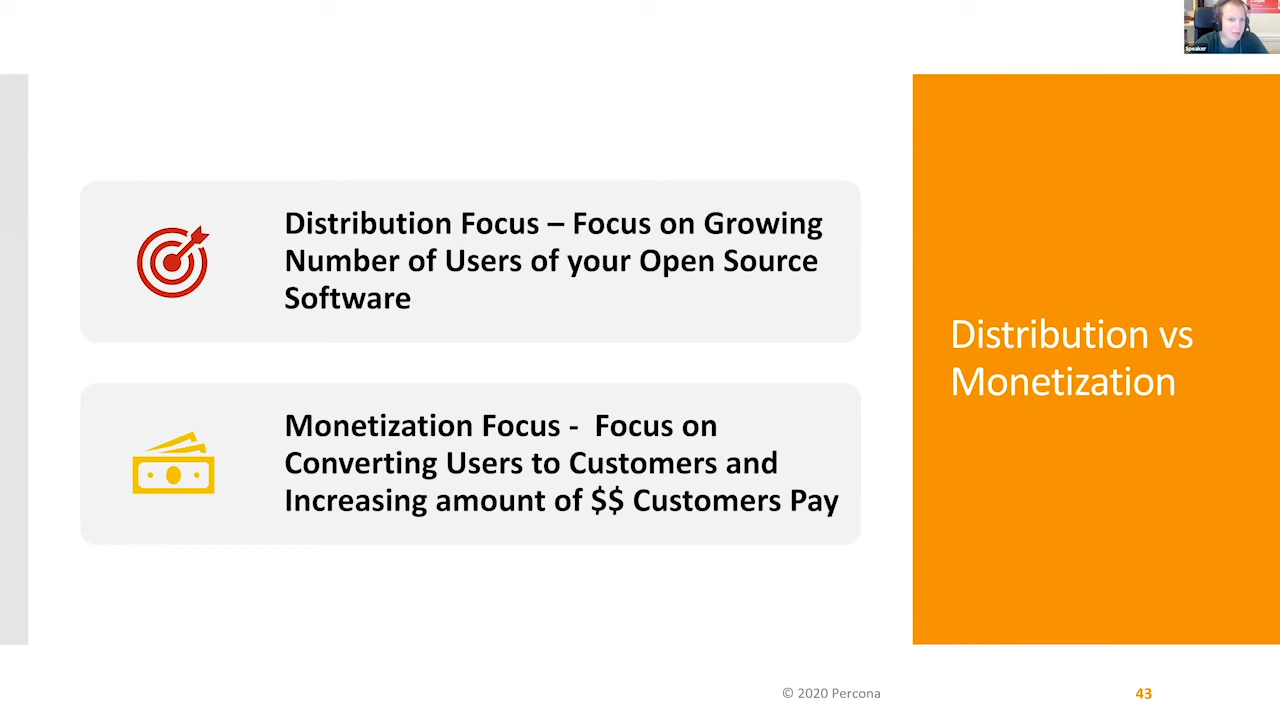 Speaker
Distribution Focus – Focus on Growing
Number of Users of your Open Source
Software
Monetization Focus -  Focus on
Converting Users to Customers and
Increasing amount of $$ Customers Pay
Distribution vs
Monetization
© 2020 Percona
43